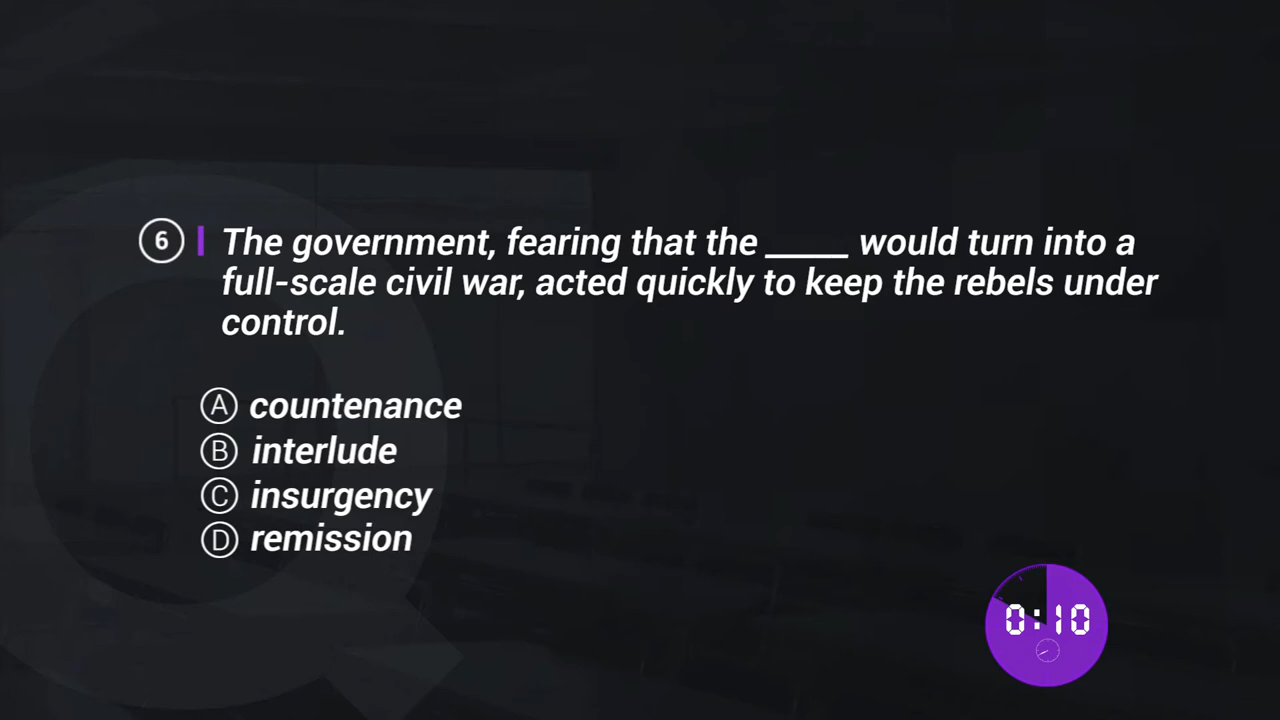 6 The government, fearing that the _____ would turn into a
full-scale civil war, acted quickly to keep the rebels under
control.
A countenance
B interlude
C insurgency
D remission
0:10